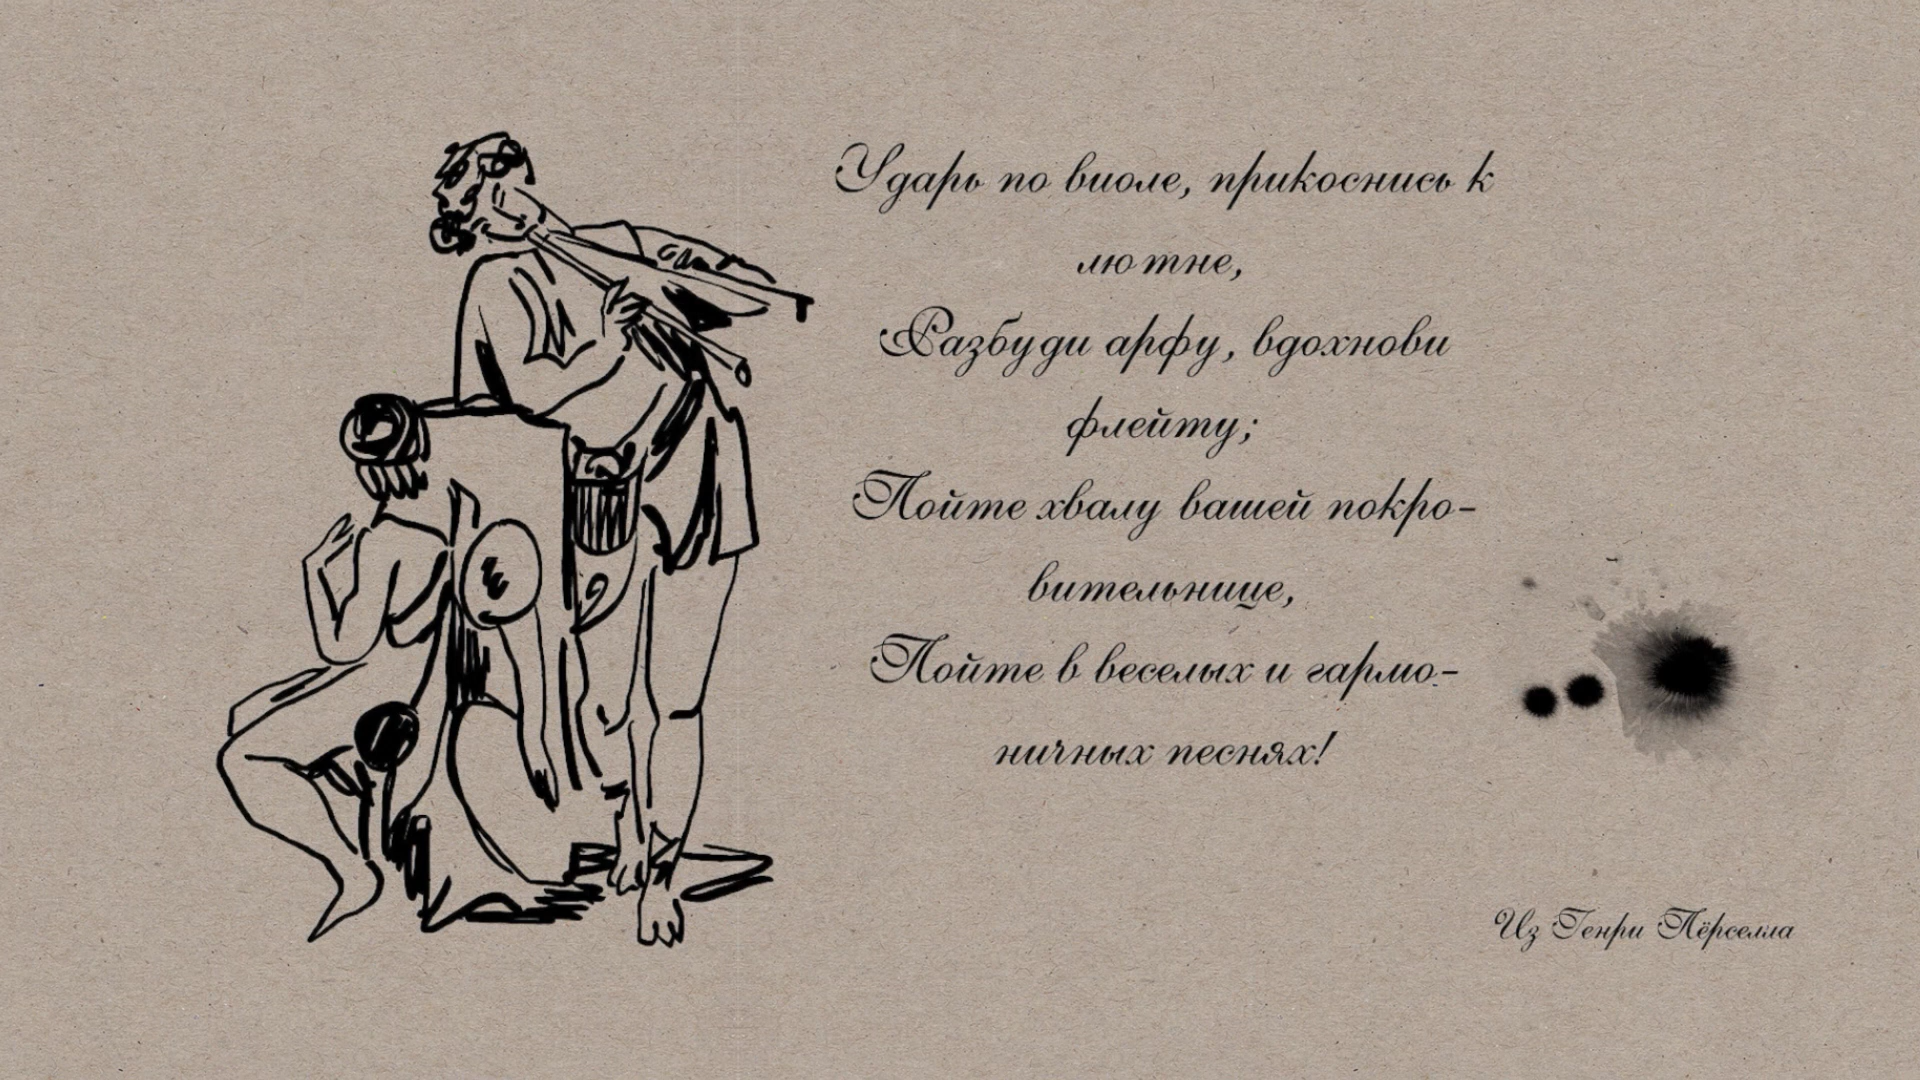 Ударь по виоле, прикоснись к
лютне,
Разбуди арфу, вдохнови
флейту;
Пойте хвалу вашей покро-
вительнице,
Пойте в веселых и гармо-
ничных песнях!
Из Генри Пёрселла